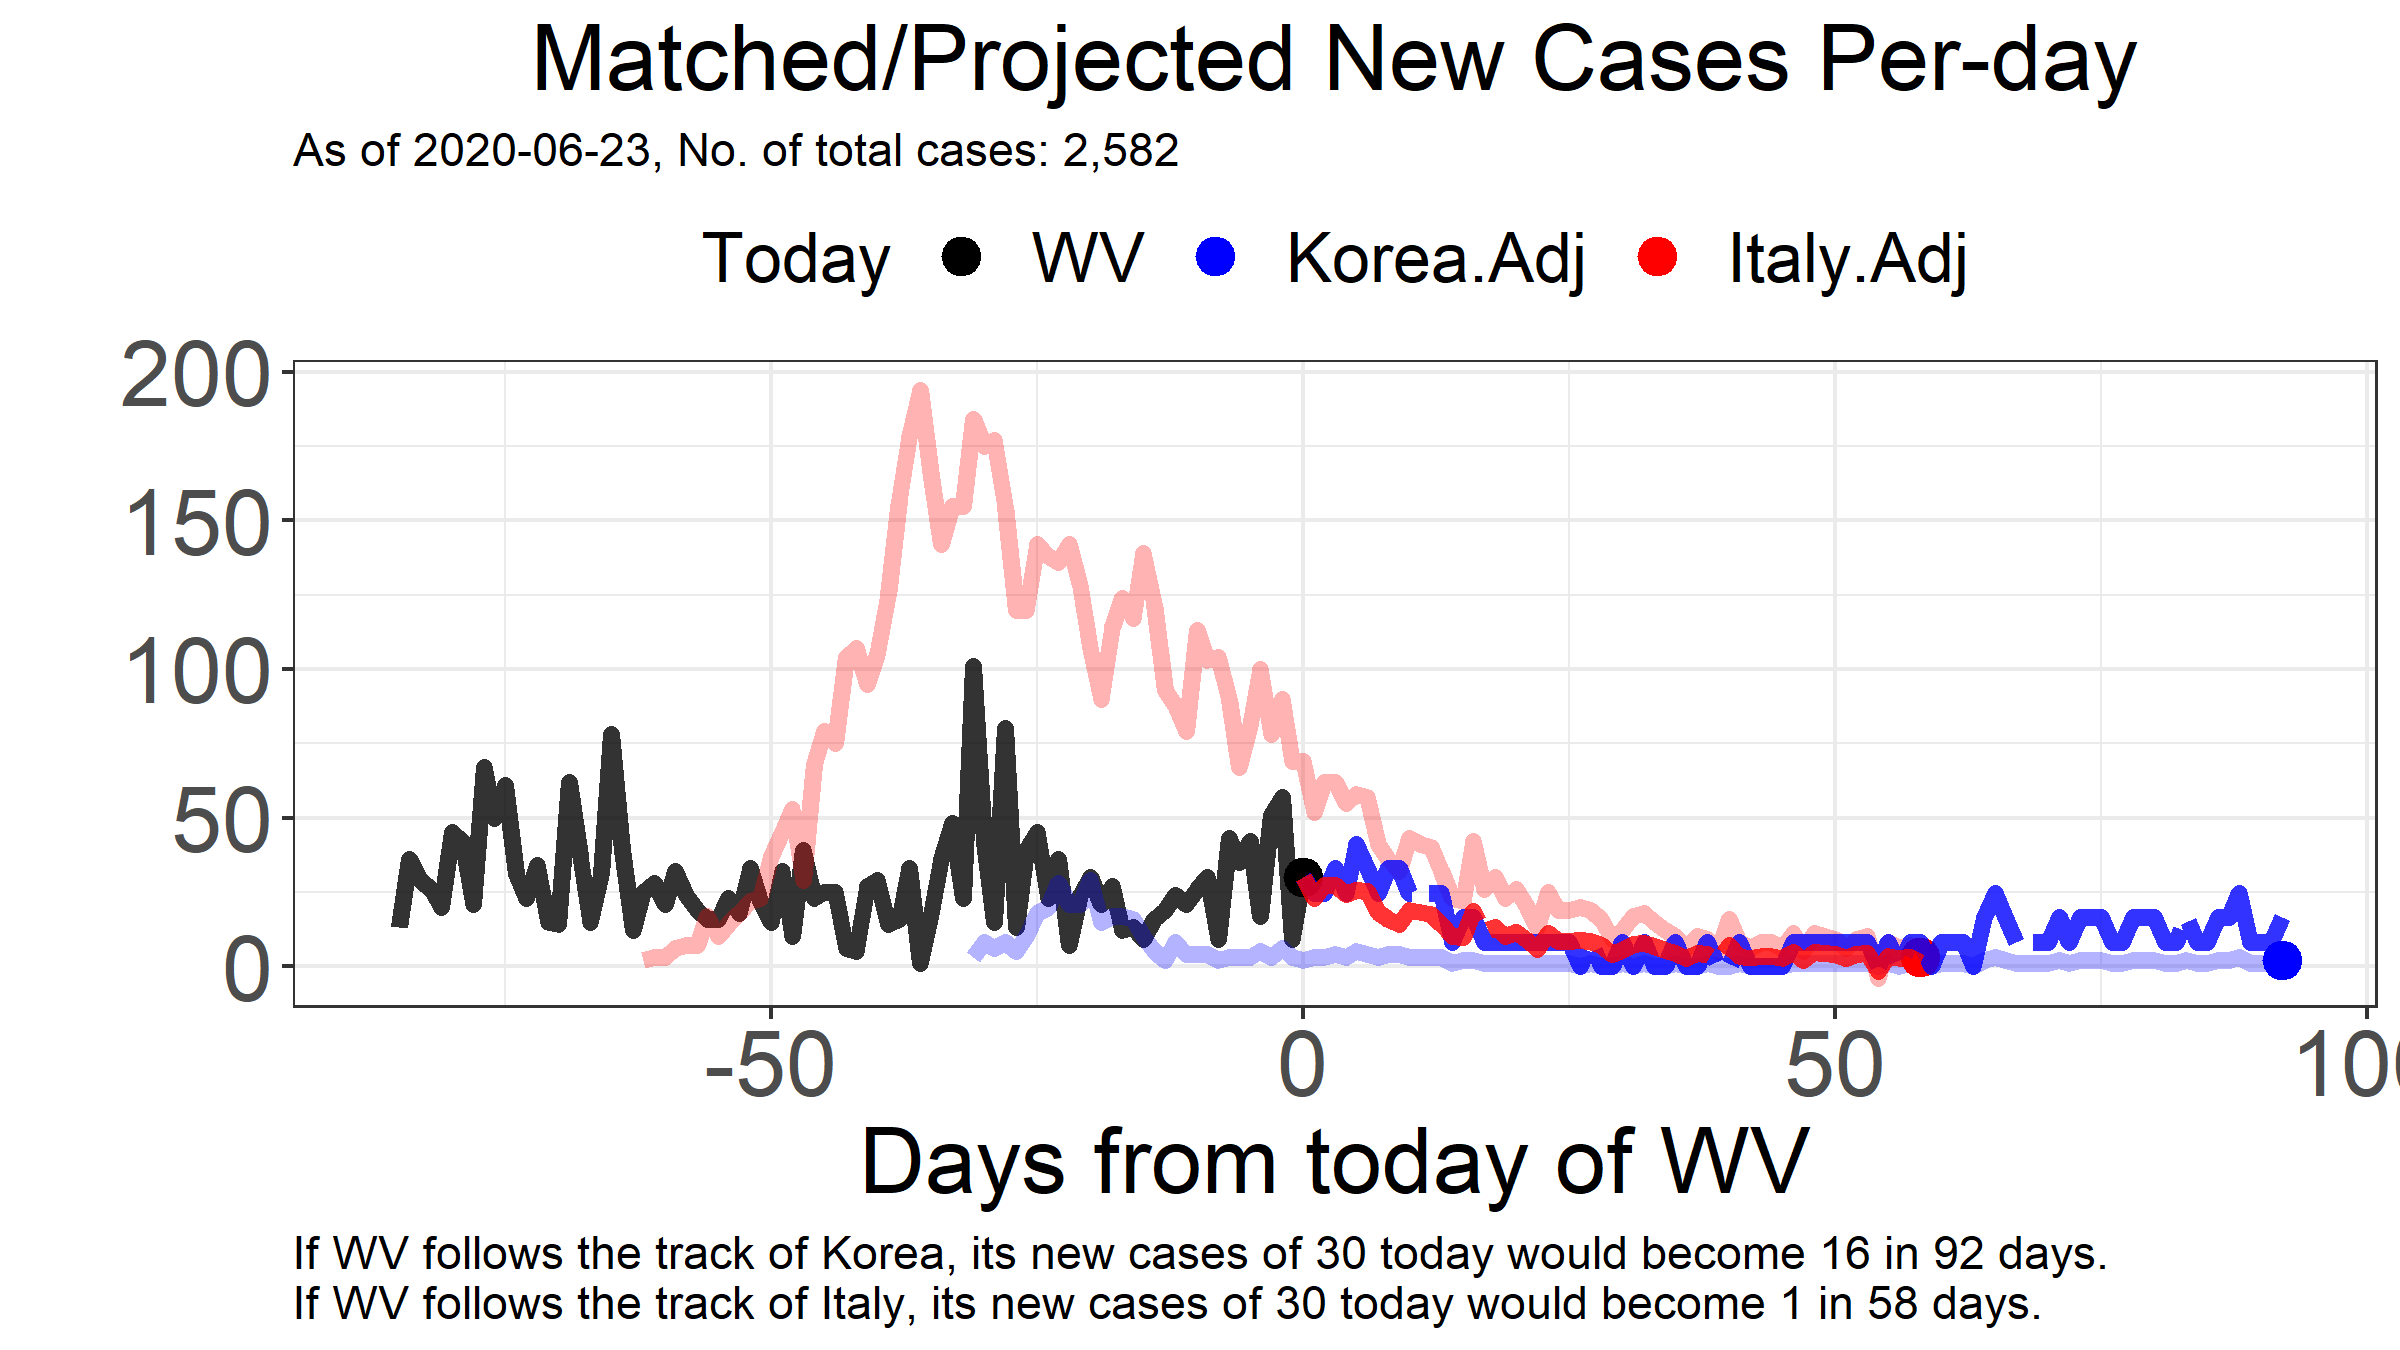 Matched/Projected New Cases Per-day
As of 2020-06-23, No. of total cases: 2,582
Today WV Korea.Adj Italy.Adj
200
150
100
50
0
-50 0 50 100
Days from today of WV
If WV follows the track of Korea, its new cases of 30 today would become 16 in 92 days.
If WV follows the track of Italy, its new cases of 30 today would become 1 in 58 days.